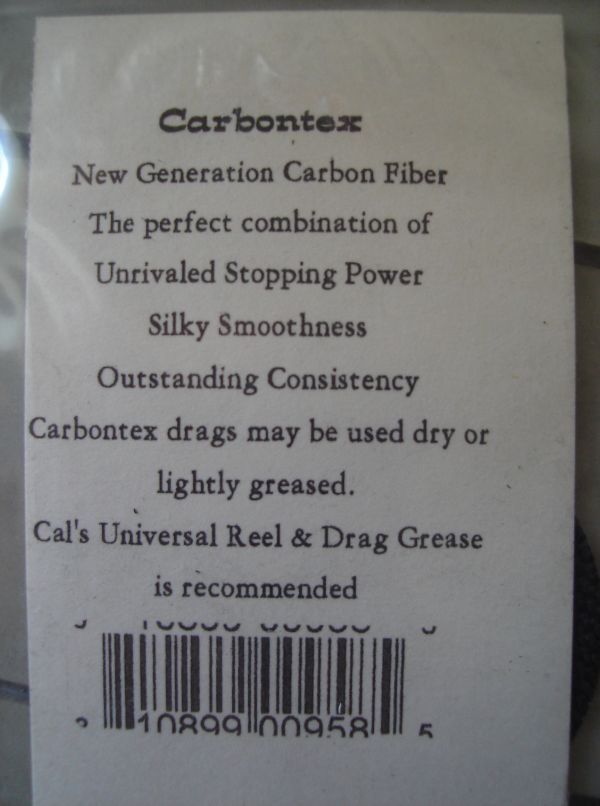 Carbontex
New Generation Carbon Fiber
The perfect combination of
Unrivaled Stopping Power
Silky Smoothness
Outstanding Consistency
Carbontex drags may be used dry or
lightly greased.
Cal's Universal Reel & Drag Grease
is recommended
10899 00958 5